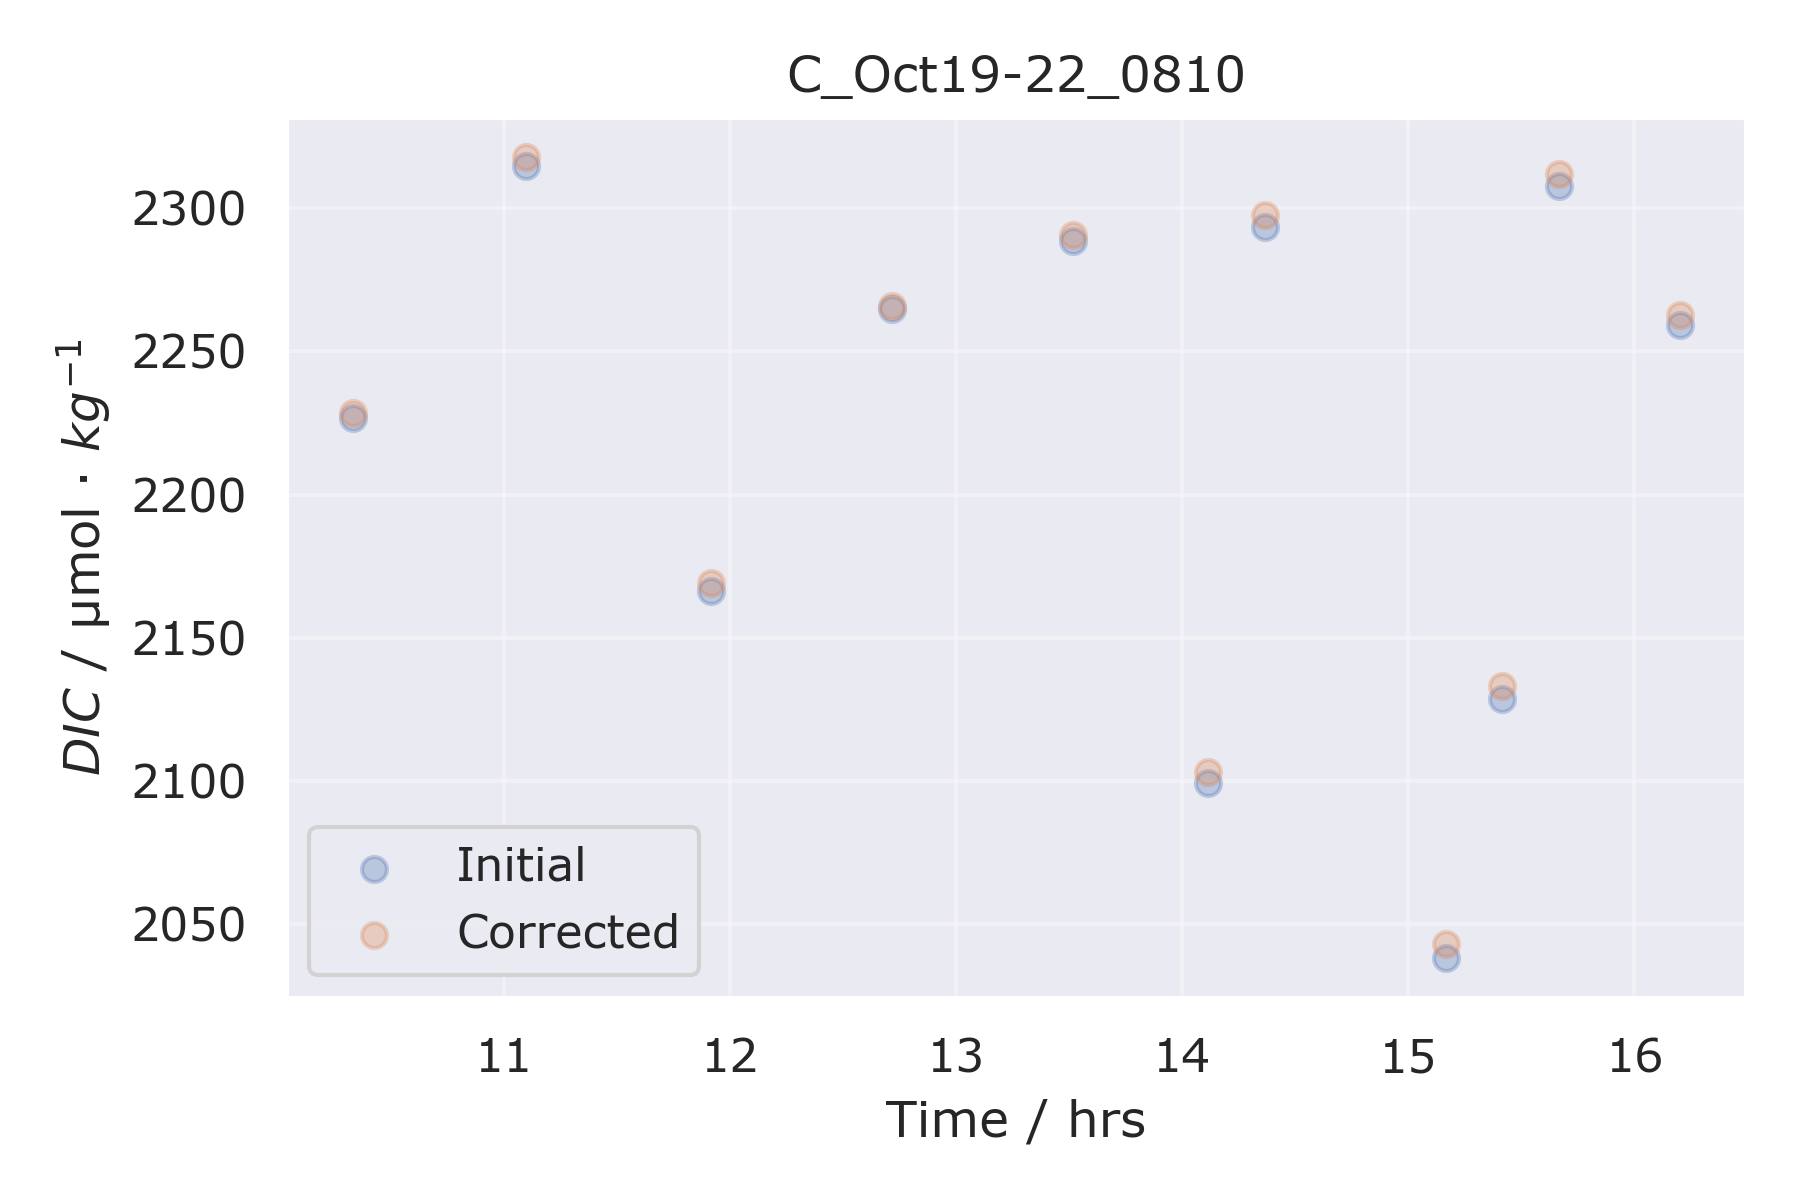 C_Oct19-22_0810
DIC / µmol · kg⁻¹
2300
2250
2200
2150
2100
2050
Initial
Corrected
11 12 13 14 15 16
Time / hrs